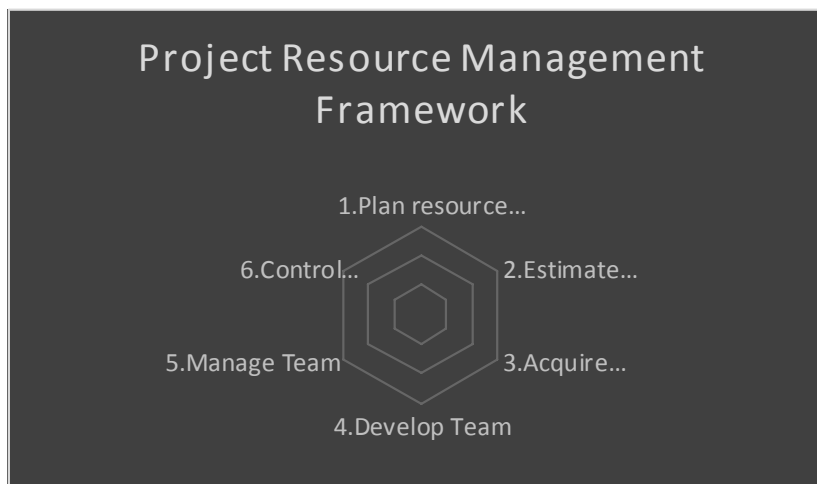 Project Resource Management
Framework
1.Plan resource...
6.Control...
2.Estimate...
5.Manage Team
3.Acquire...
4.Develop Team